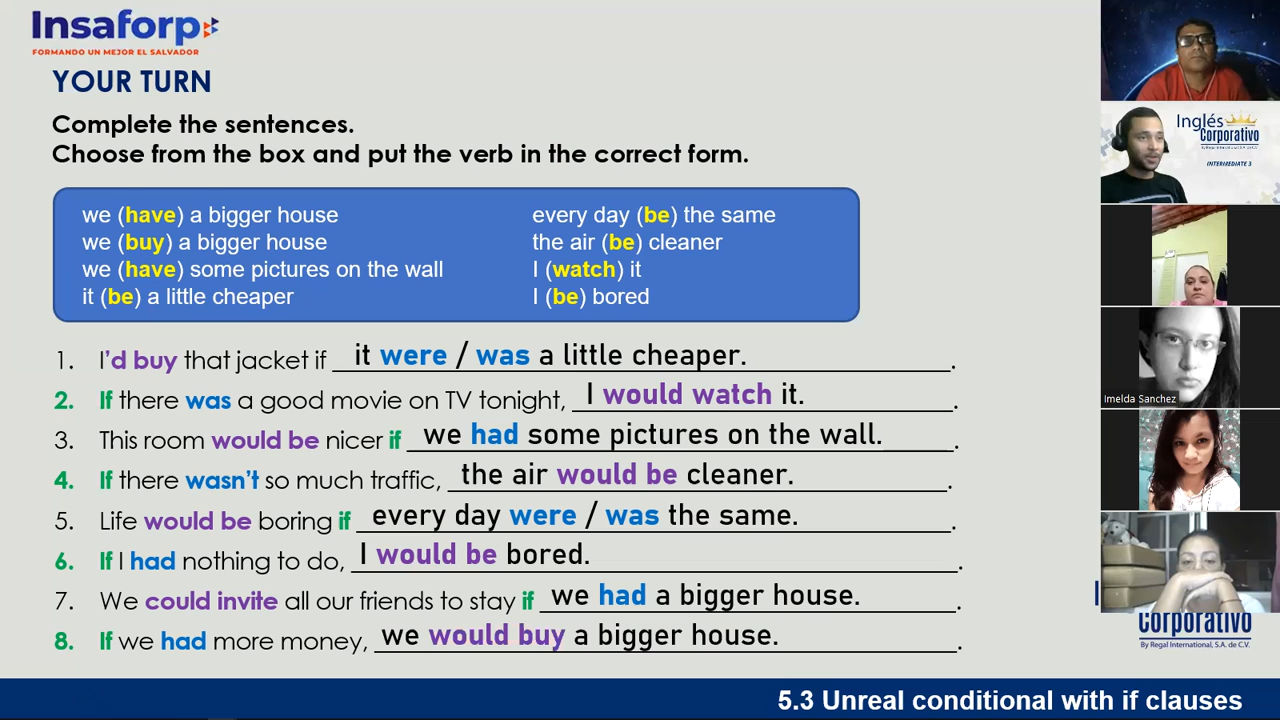 Insaforp
FORMANDO UN MEJOR EL SALVADOR
YOUR TURN
Complete the sentences.
Choose from the box and put the verb in the correct form.
we (have) a bigger house
we (buy) a bigger house
we (have) some pictures on the wall
it (be) a little cheaper
every day (be) the same
the air (be) cleaner
I (watch) it
I (be) bored
1. I'd buy that jacket if it were / was a little cheaper.
2. If there was a good movie on TV tonight, I would watch it.
3. This room would be nicer if we had some pictures on the wall.
4. If there wasn't so much traffic, the air would be cleaner.
5. Life would be boring if every day were / was the same.
6. If I had nothing to do, I would be bored.
7. We could invite all our friends to stay if we had a bigger house.
8. If we had more money, we would buy a bigger house.
5.3 Unreal conditional with if clauses
Inglés
Corporativo
By Regal International, S.A. de C.V.
INTERMEDIATE 3
Imelda Sanchez
Corporativo
By Regal International, S.A. de C.V.